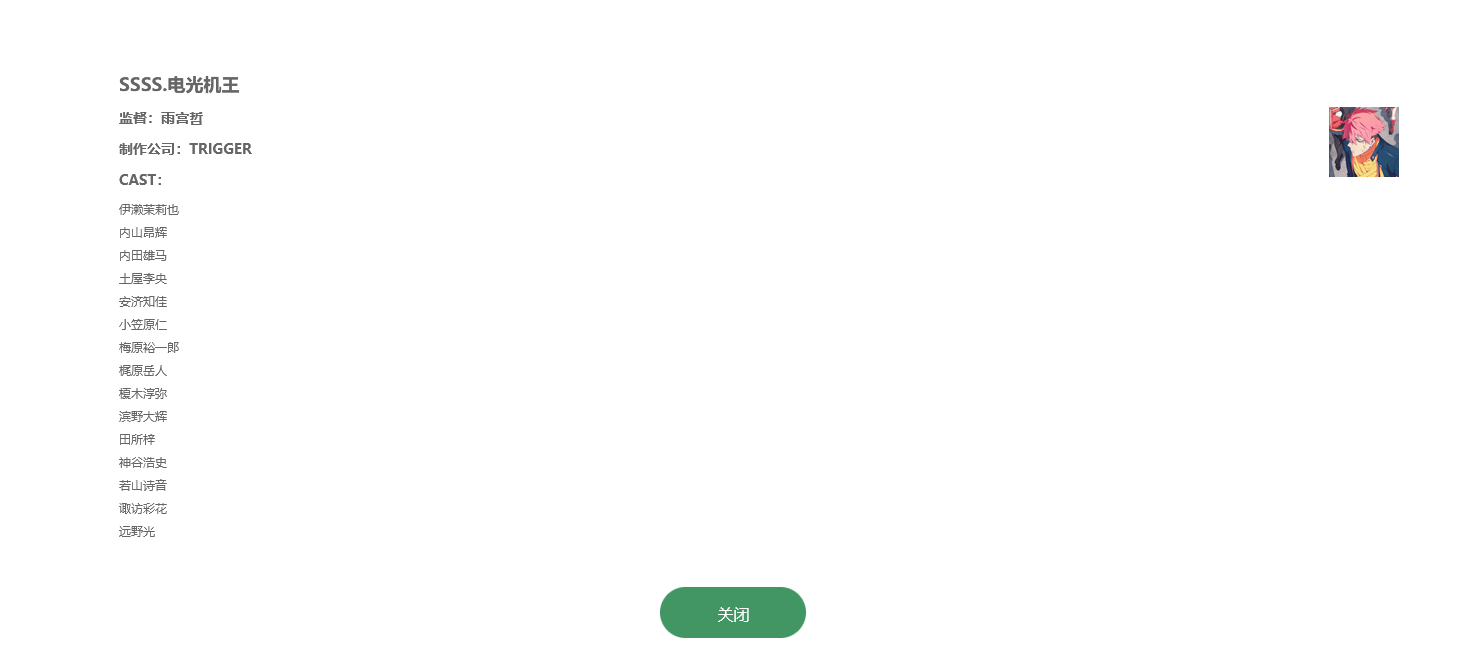 SSSS.电光机王
监督：雨宫哲
制作公司：TRIGGER
CAST：
伊濑茉莉也
内山昂辉
内田雄马
土屋李央
安济知佳
小笠原仁
梅原裕一郎
梶原岳人
榎木淳弥
滨野大辉
田所梓
神谷浩史
若山诗音
诹访彩花
远野光
关闭